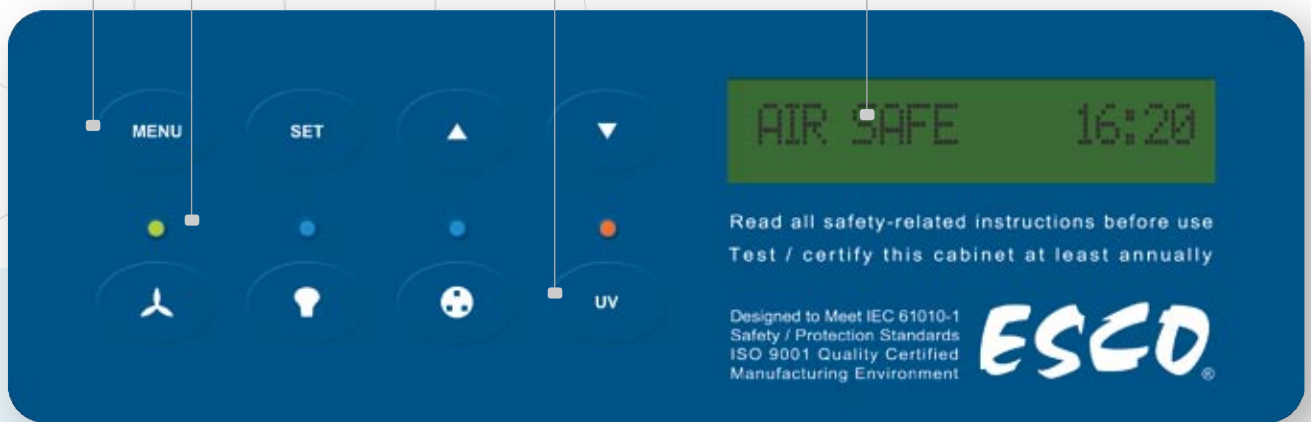 MENU SET ▲ ▼
UV
AIR SAFE 16:20
Read all safety-related instructions before use
Test / certify this cabinet at least annually
Designed to Meet IEC 61010-1
Safety / Protection Standards
ISO 9001 Quality Certified
Manufacturing Environment
ESCO®